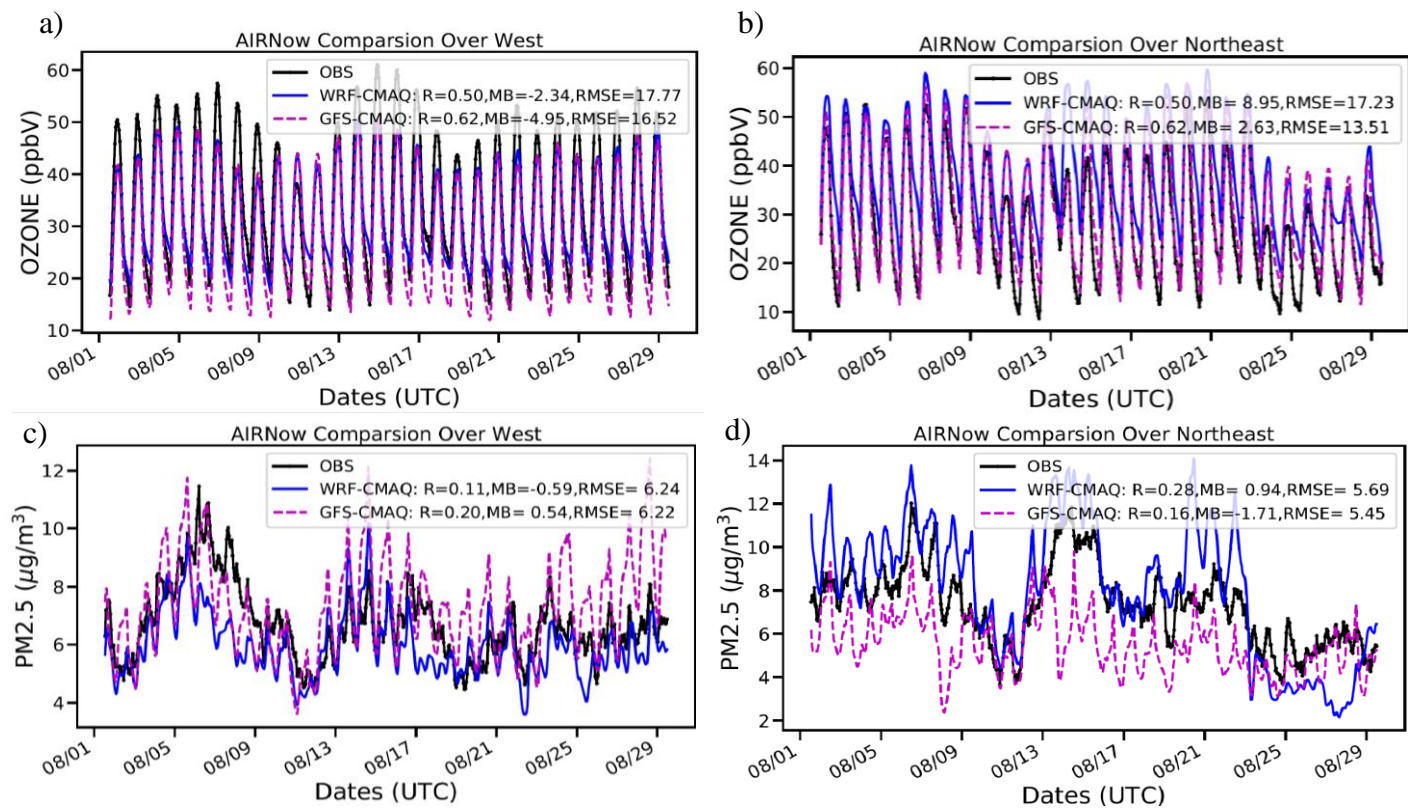 a)
AIRNow Comparsion Over West
OBS
WRF-CMAQ: R=0.50,MB=-2.34,RMSE=17.77
GFS-CMAQ: R=0.62,MB=-4.95,RMSE=16.52
OZONE (ppbV)
60
50
40
30
20
10
08/01
08/05
08/09
08/13
08/17
08/21
08/25
08/29
Dates (UTC)
b)
AIRNow Comparsion Over Northeast
OBS
WRF-CMAQ: R=0.50,MB= 8.95,RMSE=17.23
GFS-CMAQ: R=0.62,MB= 2.63,RMSE=13.51
OZONE (ppbV)
60
50
40
30
20
10
08/01
08/05
08/09
08/13
08/17
08/21
08/25
08/29
Dates (UTC)
c)
AIRNow Comparsion Over West
OBS
WRF-CMAQ: R=0.11,MB=-0.59,RMSE= 6.24
GFS-CMAQ: R=0.20,MB= 0.54,RMSE= 6.22
PM2.5 (μg/m³)
12
10
8
6
4
08/01
08/05
08/09
08/13
08/17
08/21
08/25
08/29
Dates (UTC)
d)
AIRNow Comparsion Over Northeast
OBS
WRF-CMAQ: R=0.28,MB= 0.94,RMSE= 5.69
GFS-CMAQ: R=0.16,MB=-1.71,RMSE= 5.45
PM2.5 (μg/m³)
14
12
10
8
6
4
2
08/01
08/05
08/09
08/13
08/17
08/21
08/25
08/29
Dates (UTC)